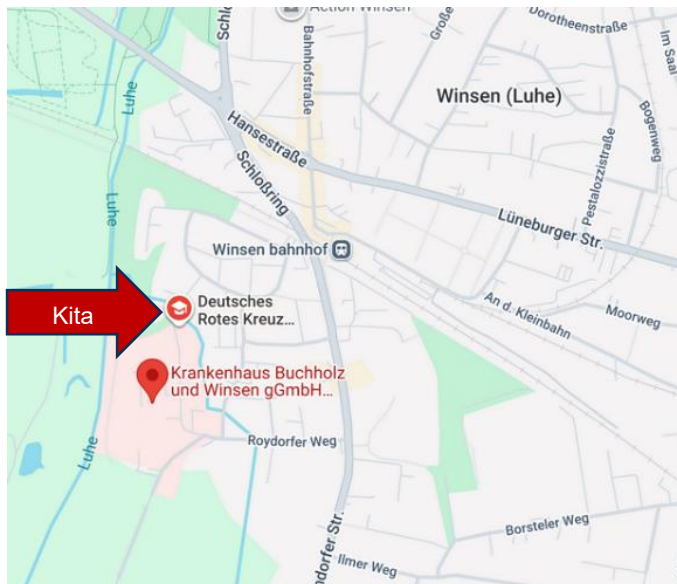 Action Winsen
Dorotheenstraße
Schlo
Bahnhofstraße
Große
Im Saal
Luhe
Winsen (Luhe)
Bogenweg
Hansestraße
Schloßring
Pestalozzistraße
Luhe
Lüneburger Str.
Winsen bahnhof
Kita
Deutsches
Rotes Kreuz...
An d. Kleinbahn
Moorweg
Krankenhaus Buchholz
und Winsen gGmbH...
Luhe
Roydorfer Weg
ndorfer Str.
Borsteler Weg
Ilmer Weg